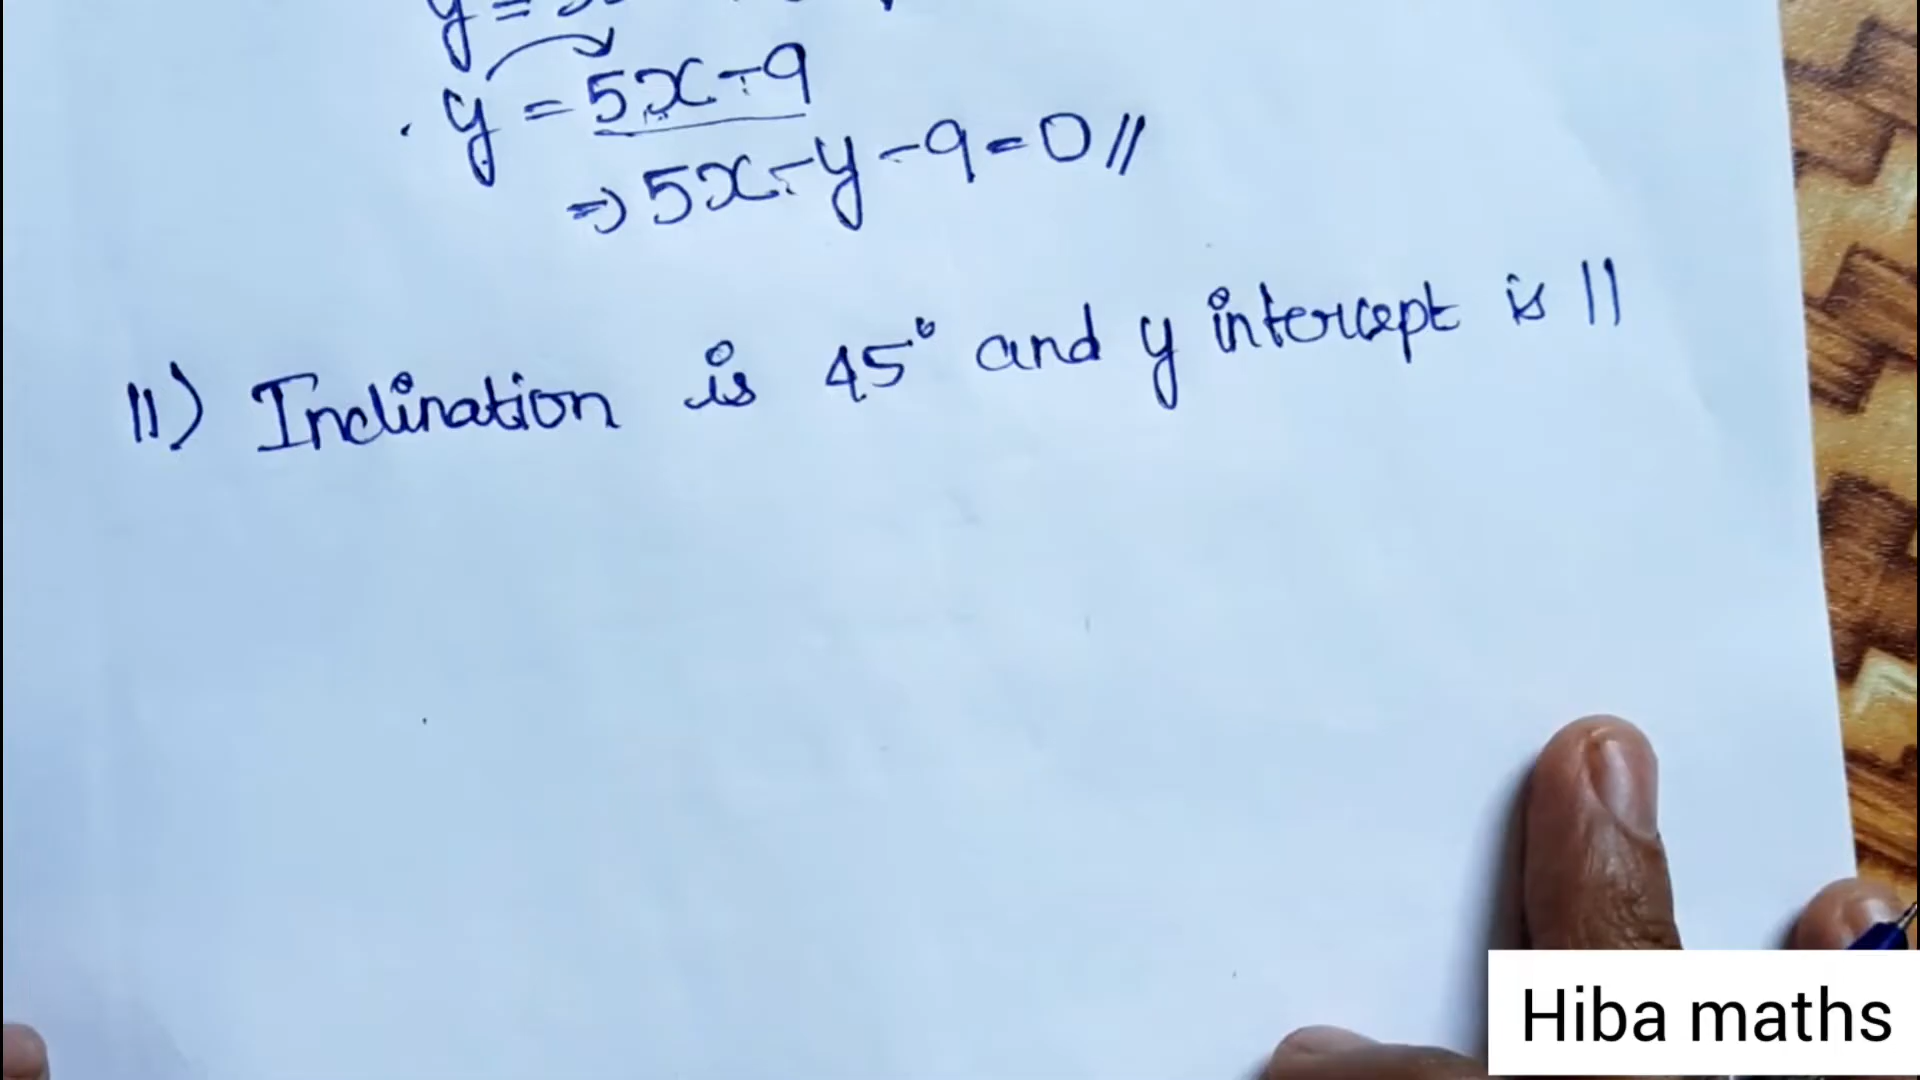 y = 5x - 9
⇒ 5x - y - 9 = 0 //
11) Inclination is 45° and y intercept is 11
Hiba maths